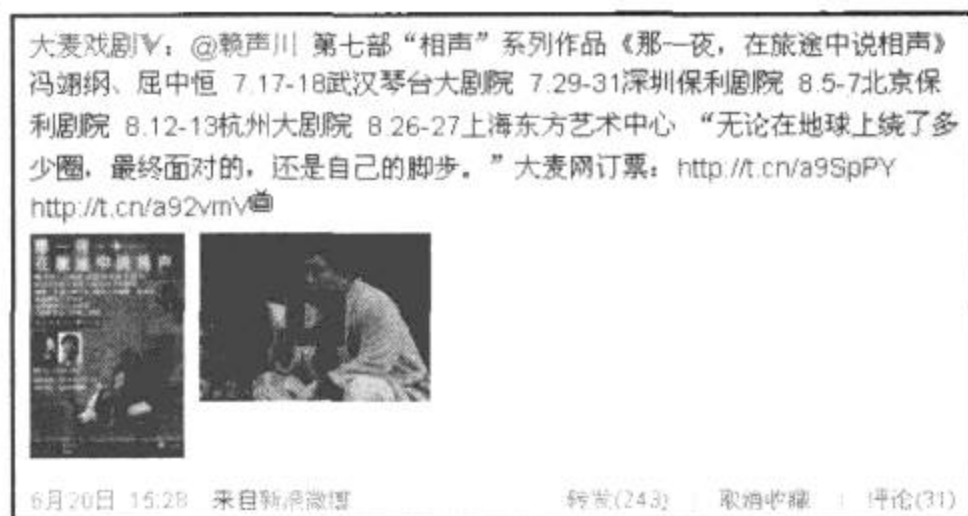 大麦戏剧V：@赖声川 第七部“相声”系列作品《那一夜，在旅途中说相声》
冯翊纲、屈中恒 7.17-18武汉琴台大剧院 7.29-31深圳保利剧院 8.5-7北京保
利剧院 8.12-13杭州大剧院 8.26-27上海东方艺术中心 “无论在地球上绕了多
少圈，最终面对的，还是自己的脚步。”大麦网订票：http://t.cn/a9SpPY
http://t.cn/a92vmV
那一夜
在旅途中说相声
6月20日 15:28 来自新浪微博 转发(243) | 取消收藏 | 评论(31)